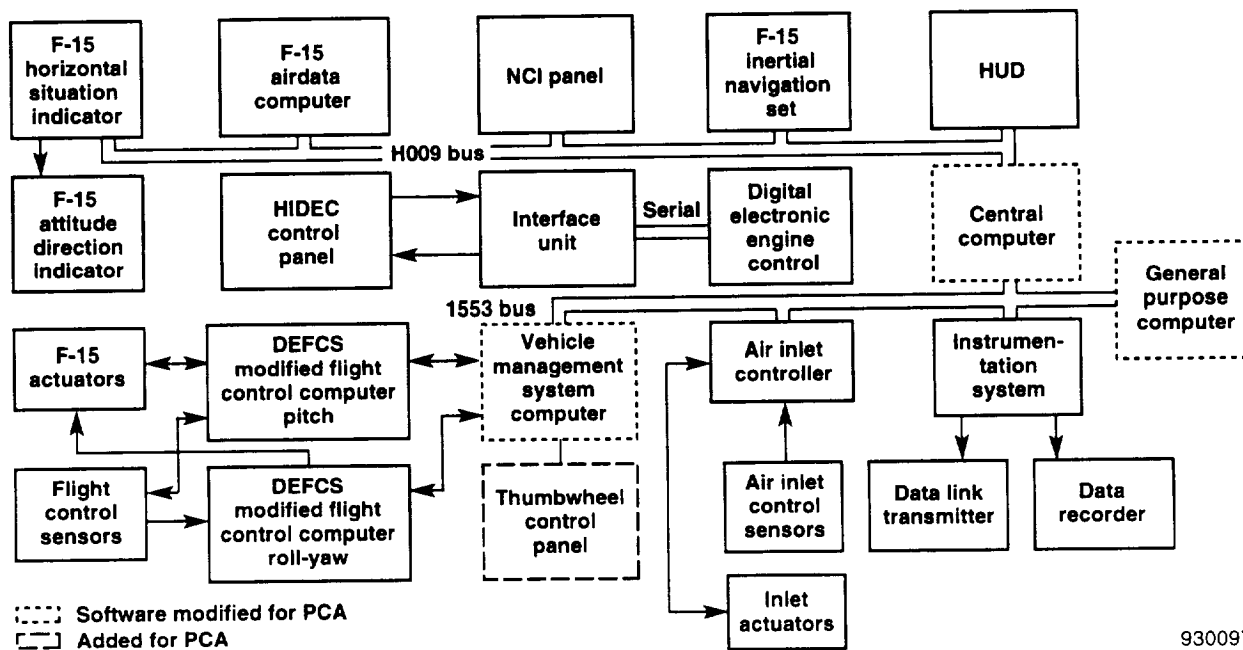 F-15
horizontal
situation
indicator
F-15
airdata
computer
NCI panel
F-15
inertial
navigation
set
HUD
H009 bus
F-15
attitude
direction
indicator
HIDEC
control
panel
Interface
unit
Serial
Digital
electronic
engine
control
Central
computer
General
purpose
computer
1553 bus
F-15
actuators
DEFCS
modified flight
control computer
pitch
Vehicle
management
system
computer
Air inlet
controller
Instrumen-
tation
system
Flight
control
sensors
DEFCS
modified flight
control computer
roll-yaw
Thumbwheel
control
panel
Air inlet
control
sensors
Data link
transmitter
Data
recorder
Inlet
actuators
Software modified for PCA
Added for PCA
930097